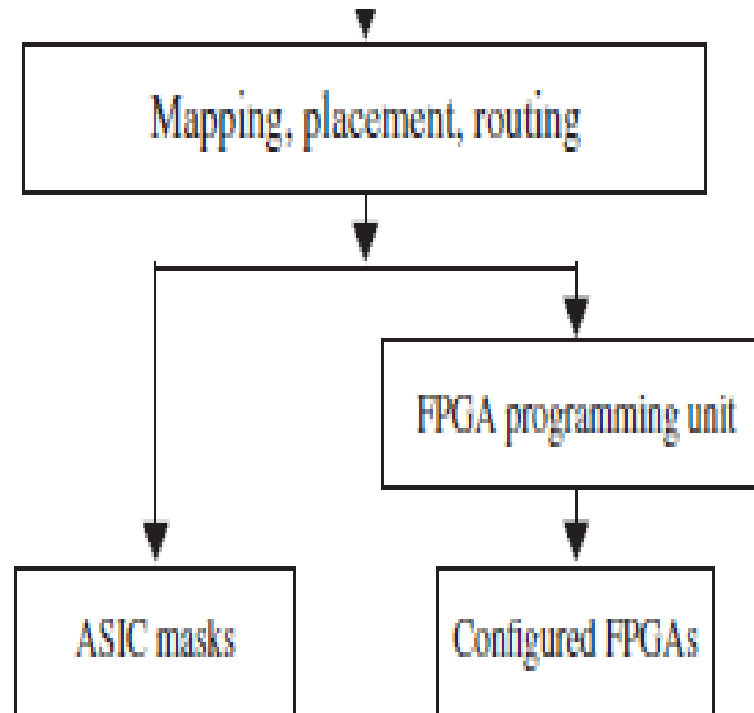 Mapping, placement, routing
FPGA programming unit
ASIC masks
Configured FPGAs